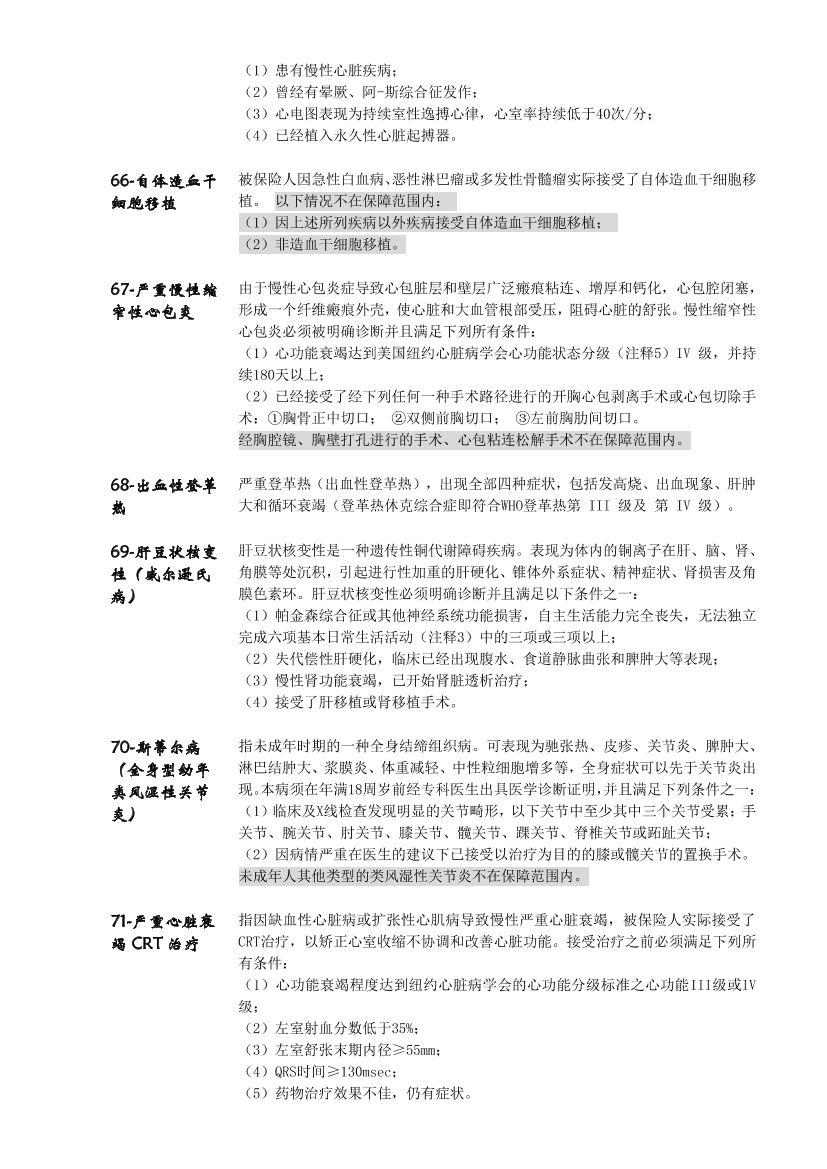 （1）患有慢性心脏疾病；
（2）曾经有晕厥、阿-斯综合征发作；
（3）心电图表现为持续室性逸搏心律，心室率持续低于40次/分；
（4）已经植入永久性心脏起搏器。
66-自体造血干
细胞移植
被保险人因急性白血病、恶性淋巴瘤或多发性骨髓瘤实际接受了自体造血干细胞移
植。 以下情况不在保障范围内：
（1）因上述所列疾病以外疾病接受自体造血干细胞移植；
（2）非造血干细胞移植。
67-严重慢性缩
窄性心包炎
由于慢性心包炎症导致心包脏层和壁层广泛瘢痕粘连、增厚和钙化，心包腔闭塞，
形成一个纤维瘢痕外壳，使心脏和大血管根部受压，阻碍心脏的舒张。慢性缩窄性
心包炎必须被明确诊断并且满足下列所有条件：
（1）心功能衰竭达到美国纽约心脏病学会心功能状态分级（注释5）IV 级，并持
续180天以上；
（2）已经接受了经下列任何一种手术路径进行的开胸心包剥离手术或心包切除手
术：①胸骨正中切口； ②双侧前胸切口； ③左前胸肋间切口。
经胸腔镜、胸壁打孔进行的手术、心包粘连松解手术不在保障范围内。
68-出血性登革
热
严重登革热（出血性登革热），出现全部四种症状，包括发高烧、出血现象、肝肿
大和循环衰竭（登革热休克综合症即符合WHO登革热第 III 级及 第 IV 级）。
69-肝豆状核变
性（威尔逊氏
病）
肝豆状核变性是一种遗传性铜代谢障碍疾病。表现为体内的铜离子在肝、脑、肾、
角膜等处沉积，引起进行性加重的肝硬化、锥体外系症状、精神症状、肾损害及角
膜色素环。肝豆状核变性必须明确诊断并且满足以下条件之一：
（1）帕金森综合征或其他神经系统功能损害，自主生活能力完全丧失，无法独立
完成六项基本日常生活活动（注释3）中的三项或三项以上；
（2）失代偿性肝硬化，临床已经出现腹水、食道静脉曲张和脾肿大等表现；
（3）慢性肾功能衰竭，已开始肾脏透析治疗；
（4）接受了肝移植或肾移植手术。
70-斯蒂尔病
（全身型幼年
类风湿性关节
炎）
指未成年时期的一种全身结缔组织病。可表现为驰张热、皮疹、关节炎、脾肿大、
淋巴结肿大、浆膜炎、体重减轻、中性粒细胞增多等，全身症状可以先于关节炎出
现。本病须在年满18周岁前经专科医生出具医学诊断证明，并且满足下列条件之一：
（1）临床及X线检查发现明显的关节畸形，以下关节中至少其中三个关节受累：手
关节、腕关节、肘关节、膝关节、髋关节、踝关节、脊椎关节或跖趾关节；
（2）因病情严重在医生的建议下已接受以治疗为目的的膝或髋关节的置换手术。
未成年人其他类型的类风湿性关节炎不在保障范围内。
71-严重心脏衰
竭 CRT 治疗
指因缺血性心脏病或扩张性心肌病导致慢性严重心脏衰竭，被保险人实际接受了
CRT治疗，以矫正心室收缩不协调和改善心脏功能。接受治疗之前必须满足下列所
有条件：
（1）心功能衰竭程度达到纽约心脏病学会的心功能分级标准之心功能III级或IV
级；
（2）左室射血分数低于35%；
（3）左室舒张末期内径≥55mm；
（4）QRS时间≥130msec；
（5）药物治疗效果不佳，仍有症状。